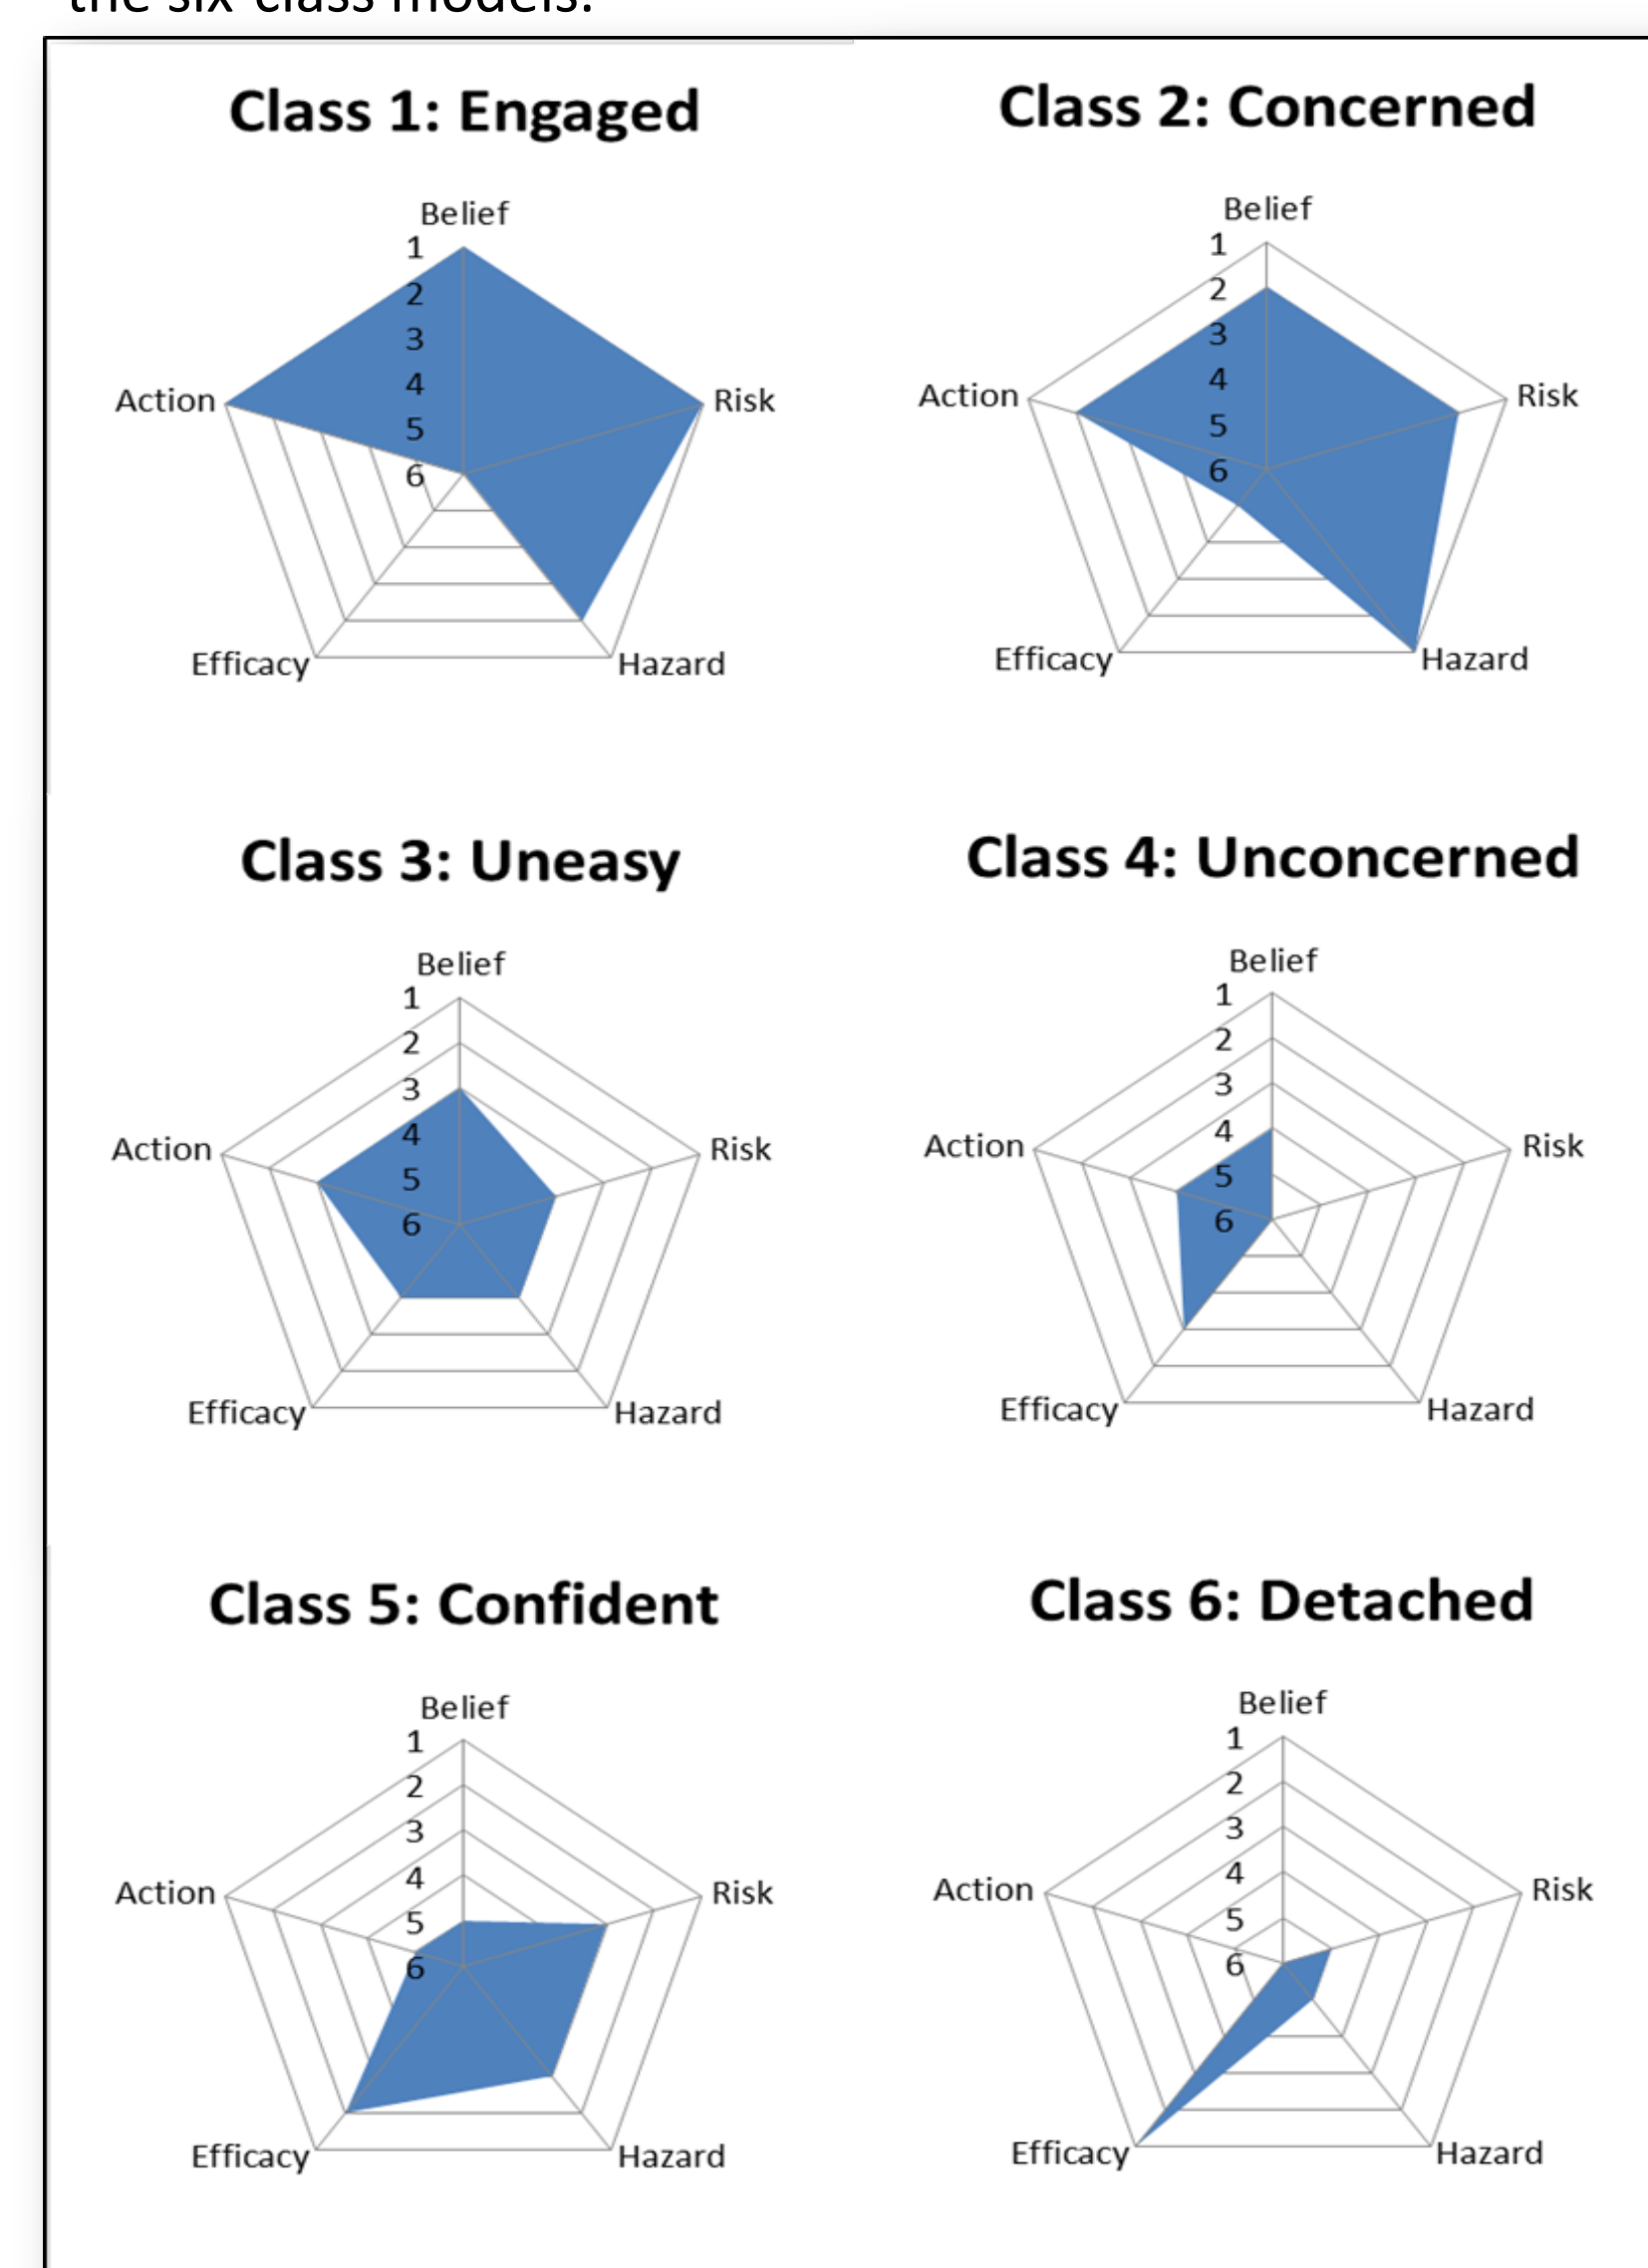 the six-class models.
Class 1: Engaged
Belief
1
2
3
4
5
6
Action
Risk
Efficacy
Hazard
Class 2: Concerned
Belief
1
2
3
4
5
6
Action
Risk
Efficacy
Hazard
Class 3: Uneasy
Belief
1
2
3
4
5
6
Action
Risk
Efficacy
Hazard
Class 4: Unconcerned
Belief
1
2
3
4
5
6
Action
Risk
Efficacy
Hazard
Class 5: Confident
Belief
1
2
3
4
5
6
Action
Risk
Efficacy
Hazard
Class 6: Detached
Belief
1
2
3
4
5
6
Action
Risk
Efficacy
Hazard